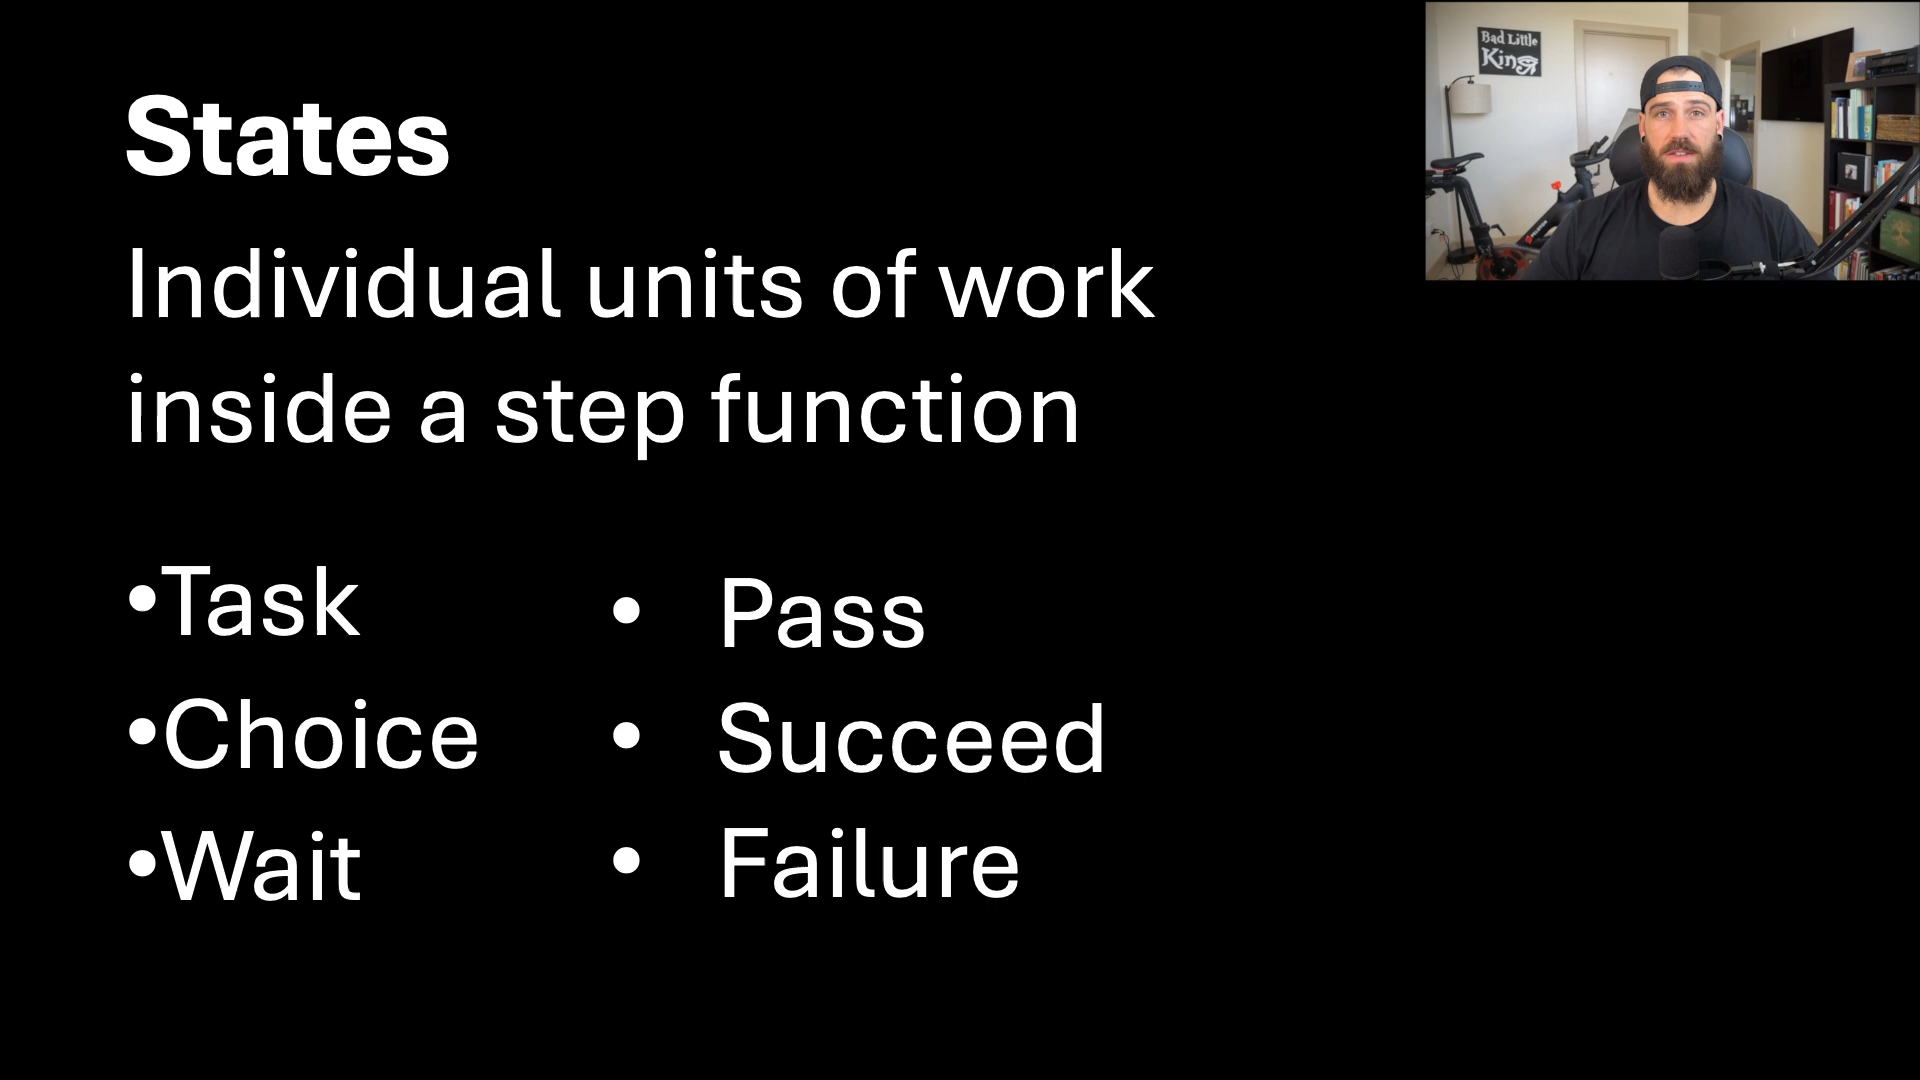 States
Individual units of work
inside a step function
•Task
•Choice
•Wait
• Pass
• Succeed
• Failure
Bad Little
King